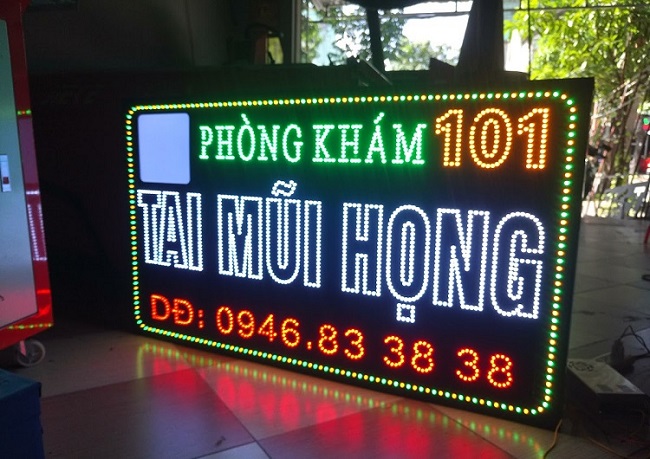 PHÒNG KHÁM 101
TAI MŨI HỌNG
DĐ: 0946.83 38 38